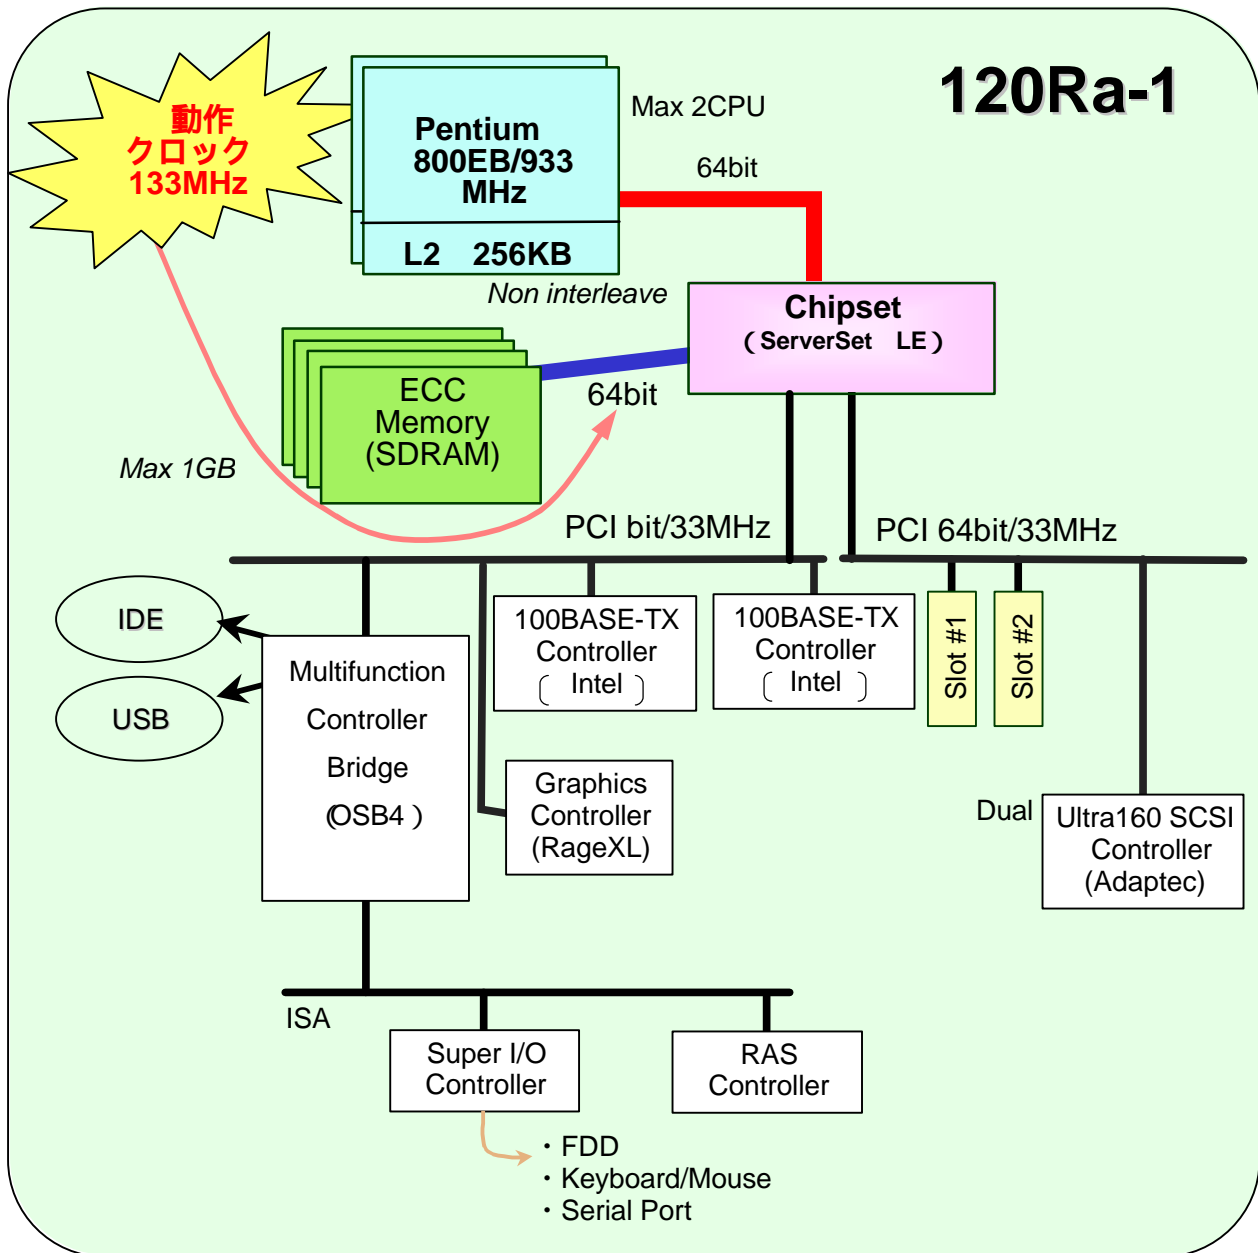 120Ra-1
動作
クロック
133MHz
Pentium
800EB/933
MHz
L2 256KB
Max 2CPU
64bit
Non interleave
Chipset
(ServerSet LE)
ECC
Memory
(SDRAM)
64bit
Max 1GB
PCI bit/33MHz
PCI 64bit/33MHz
IDE
USB
Multifunction
Controller
Bridge
(OSB4)
100BASE-TX
Controller
〔 Intel 〕
100BASE-TX
Controller
〔 Intel 〕
Slot #1
Slot #2
Graphics
Controller
(RageXL)
Dual
Ultra160 SCSI
Controller
(Adaptec)
ISA
Super I/O
Controller
RAS
Controller
・FDD
・Keyboard/Mouse
・Serial Port